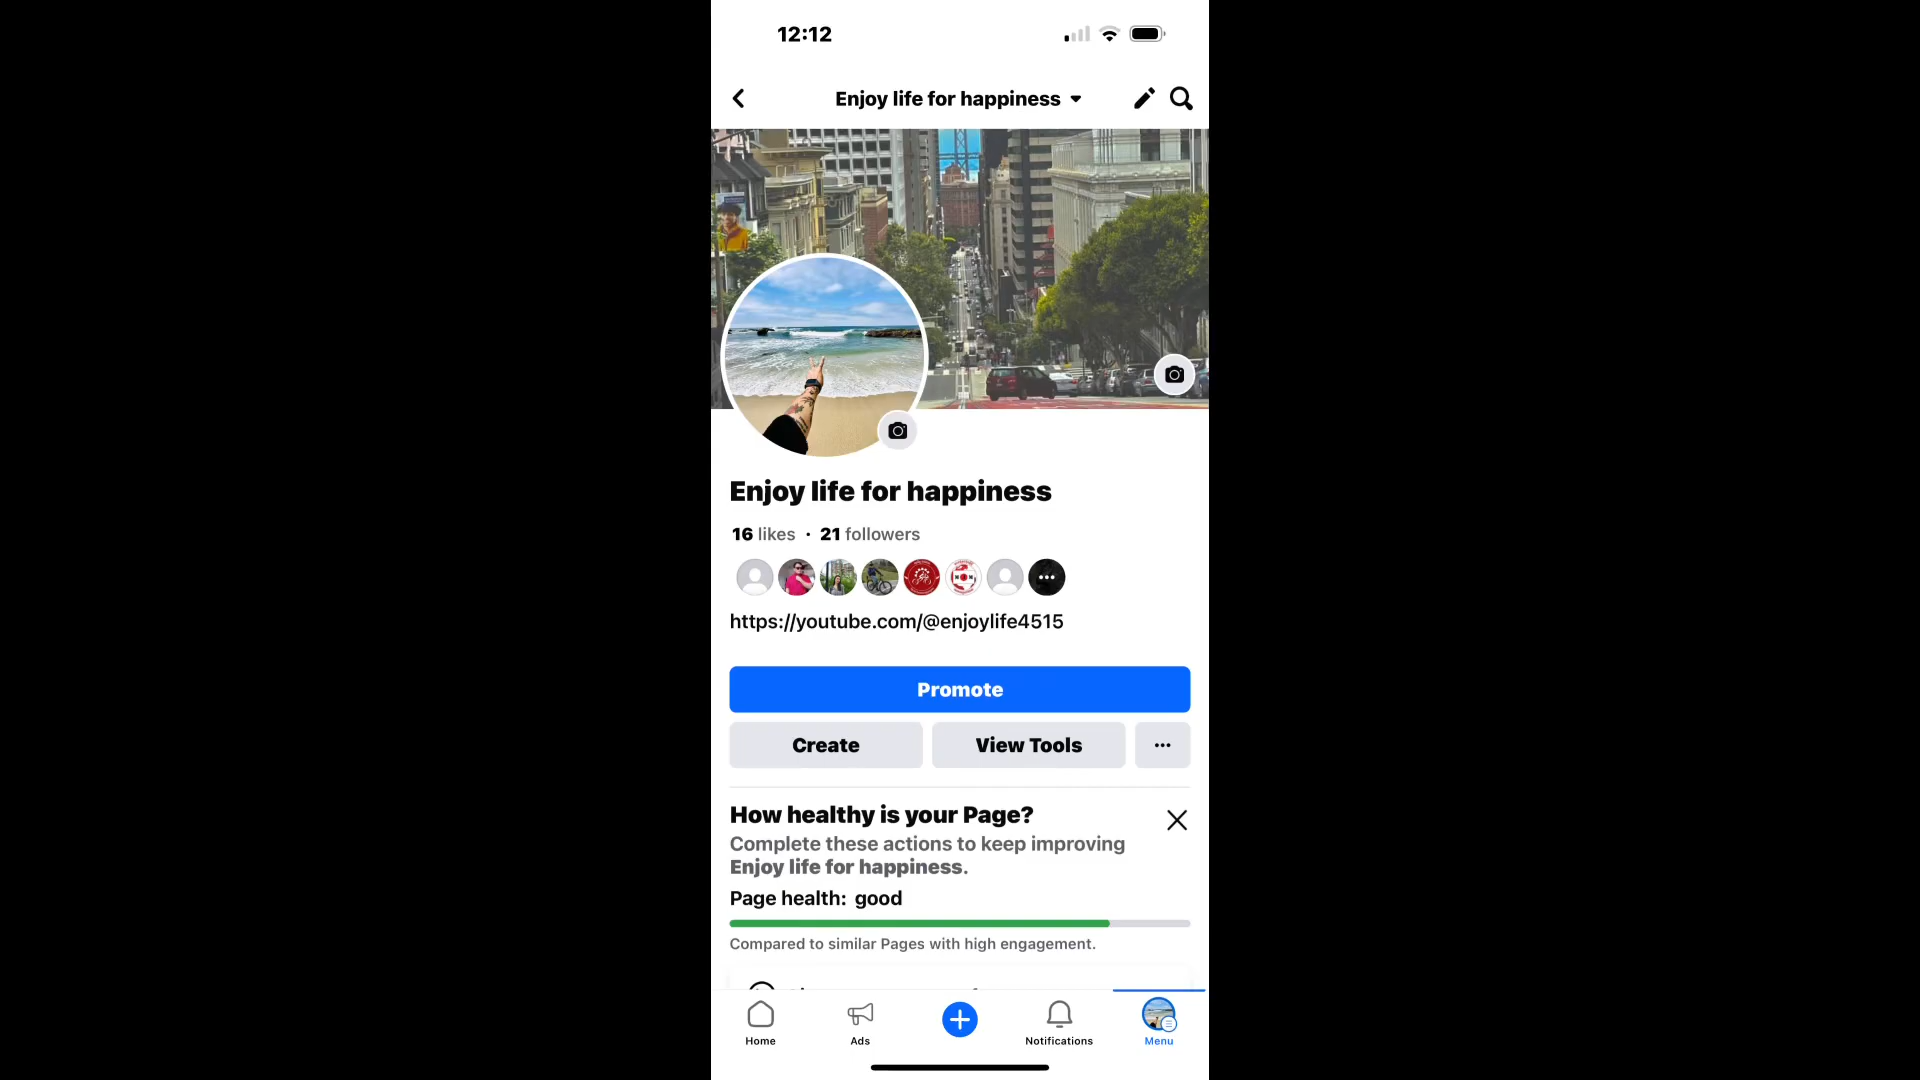 12:12
Enjoy life for happiness
Enjoy life for happiness
16 likes · 21 followers
https://youtube.com/@enjoylife4515
Promote
Create
View Tools
How healthy is your Page?
Complete these actions to keep improving
Enjoy life for happiness.
Page health: good
Compared to similar Pages with high engagement.
Home
Ads
Notifications
Menu